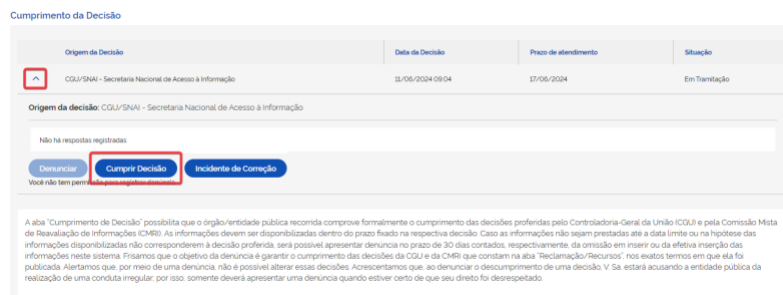 Cumprimento da Decisão
Origem da Decisão Data da Decisão Prazo de atendimento Situação
CGU/SNAI - Secretaria Nacional de Acesso à Informação 11/06/2024 09:04 17/06/2024 Em Tramitação
Origem da decisão: CGU/SNAI - Secretaria Nacional de Acesso à Informação
Não há respostas registradas
Denunciar Cumprir Decisão Incidente de Correção
Você não tem permissão para registrar denúncia
A aba "Cumprimento de Decisão" possibilita que o órgão/entidade pública recorrida comprove formalmente o cumprimento das decisões proferidas pelo Controladoria-Geral da União (CGU) e pela Comissão Mista
de Reavaliação de Informações (CMRI). As informações devem ser disponibilizadas dentro do prazo fixado na respectiva decisão. Caso as informações não sejam prestadas até a data limite ou na hipótese das
informações disponibilizadas não corresponderem à decisão proferida, será possível apresentar denúncia no prazo de 30 dias contados, respectivamente, da omissão em inserir ou da efetiva inserção das
informações neste sistema. Frisamos que o objetivo da denúncia é garantir o cumprimento das decisões da CGU e da CMRI que constam na aba "Reclamação/Recursos", nos exatos termos em que ela foi
publicada. Alertamos que, por meio de uma denúncia, não é possível alterar essas decisões. Acrescentamos que, ao denunciar o descumprimento de uma decisão, V. Sa. estará acusando a entidade pública da
realização de uma conduta irregular, por isso, somente deverá apresentar uma denúncia quando estiver certo de que seu direito foi desrespeitado.